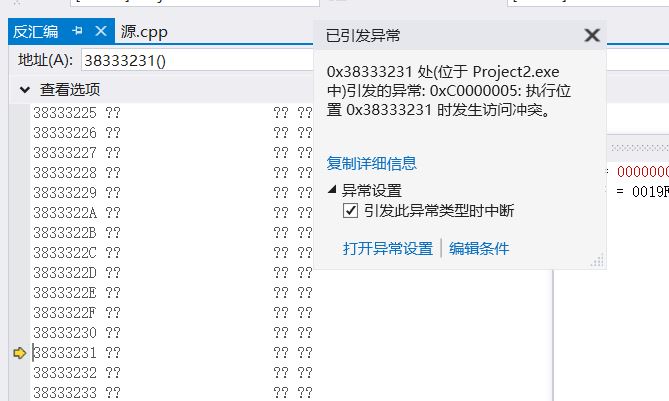 反汇编
源.cpp
地址(A): 38333231()
查看选项
38333225 ?? ?? ??
38333226 ?? ?? ??
38333227 ?? ?? ??
38333228 ?? ?? ??
38333229 ?? ?? ??
3833322A ?? ?? ??
3833322B ?? ?? ??
3833322C ?? ?? ??
3833322D ?? ?? ??
3833322E ?? ?? ??
3833322F ?? ?? ??
38333230 ?? ?? ??
38333231 ?? ?? ??
38333232 ?? ?? ??
38333233 ?? ?? ??
已引发异常
0x38333231 处(位于 Project2.exe
中)引发的异常: 0xC0000005: 执行位
置 0x38333231 时发生访问冲突。
复制详细信息
异常设置
引发此异常类型时中断
打开异常设置 | 编辑条件
= 0000000
= 0019F